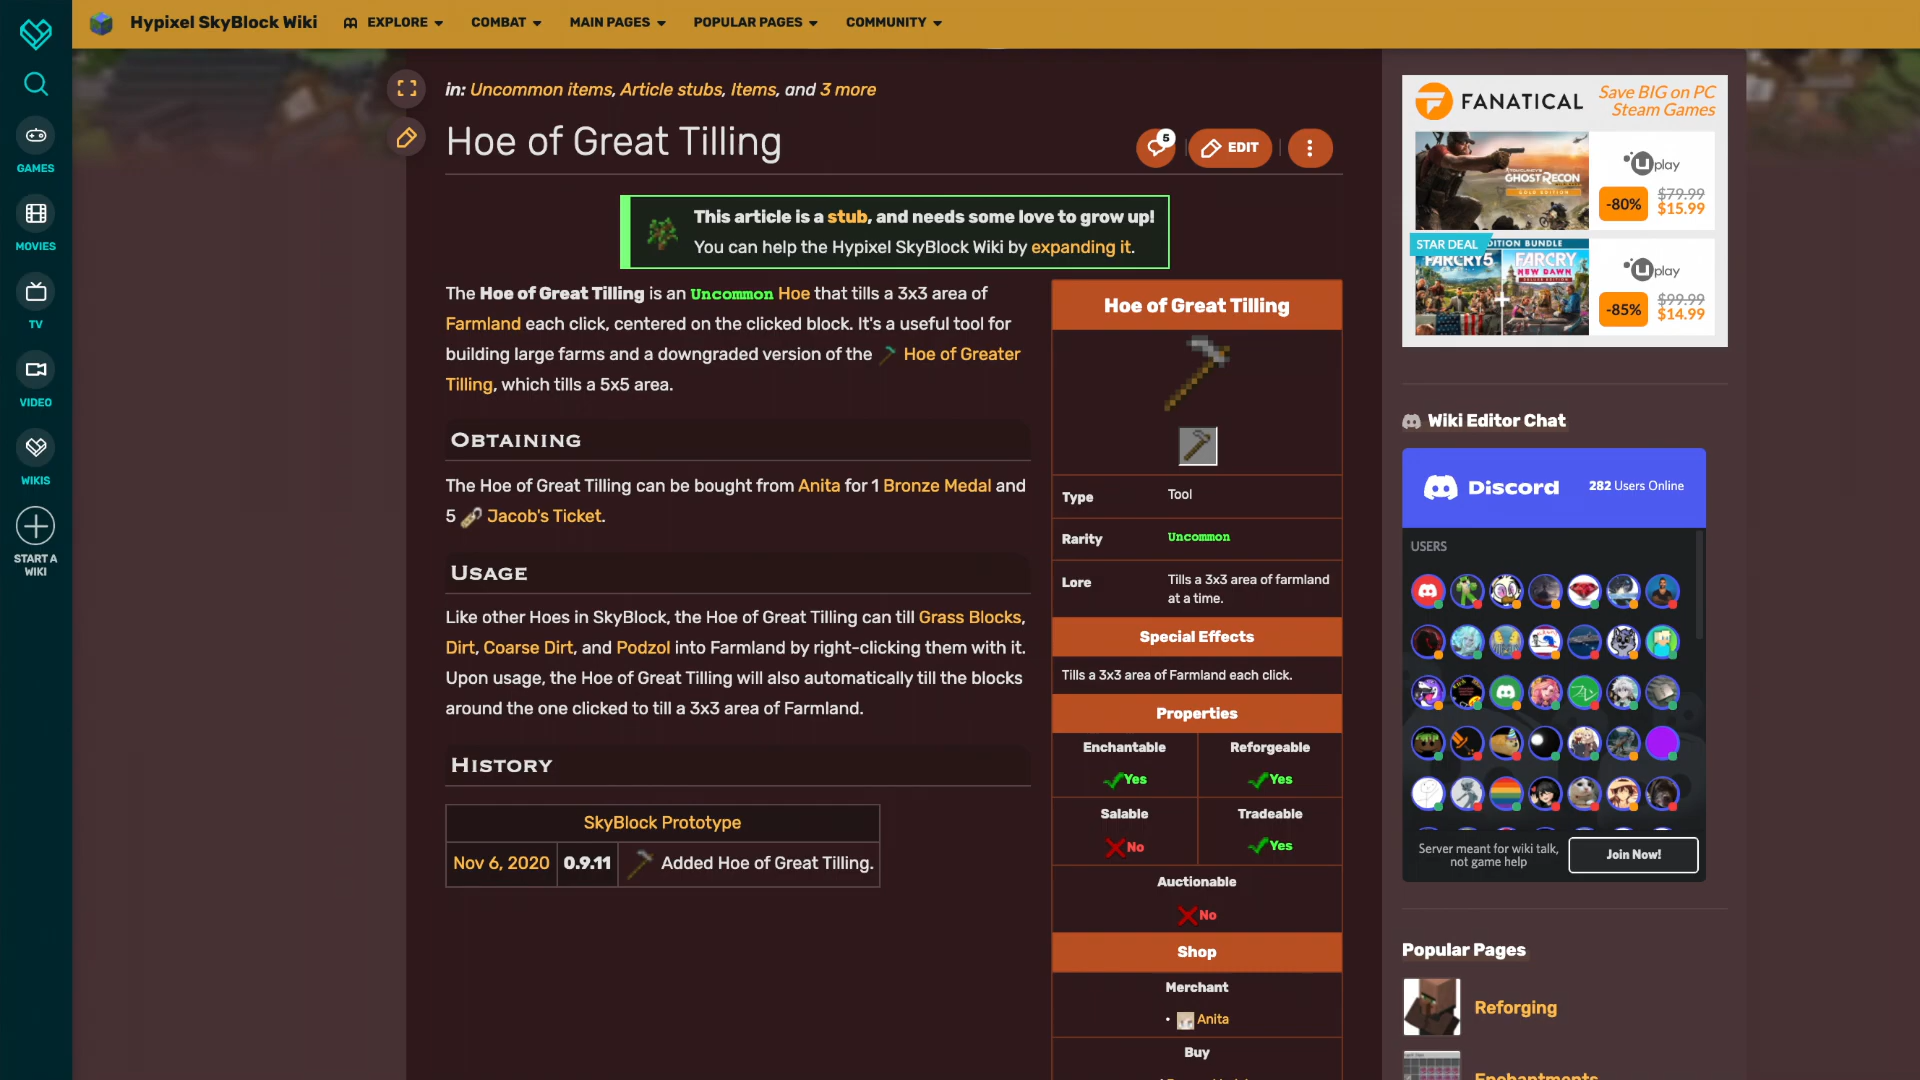 Hypixel SkyBlock Wiki
EXPLORE
COMBAT
MAIN PAGES
POPULAR PAGES
COMMUNITY
GAMES
MOVIES
TV
VIDEO
WIKIS
START A
WIKI
in: Uncommon items, Article stubs, Items, and 3 more
Hoe of Great Tilling
5
EDIT
This article is a stub, and needs some love to grow up!
You can help the Hypixel SkyBlock Wiki by expanding it.
The Hoe of Great Tilling is an Uncommon Hoe that tills a 3x3 area of
Farmland each click, centered on the clicked block. It's a useful tool for
building large farms and a downgraded version of the Hoe of Greater
Tilling, which tills a 5x5 area.
OBTAINING
The Hoe of Great Tilling can be bought from Anita for 1 Bronze Medal and
5 Jacob's Ticket.
USAGE
Like other Hoes in SkyBlock, the Hoe of Great Tilling can till Grass Blocks,
Dirt, Coarse Dirt, and Podzol into Farmland by right-clicking them with it.
Upon usage, the Hoe of Great Tilling will also automatically till the blocks
around the one clicked to till a 3x3 area of Farmland.
HISTORY
SkyBlock Prototype
Nov 6, 2020 0.9.11 Added Hoe of Great Tilling.
Hoe of Great Tilling
Type Tool
Rarity Uncommon
Lore Tills a 3x3 area of farmland
at a time.
Special Effects
Tills a 3x3 area of Farmland each click.
Properties
Enchantable Reforgeable
Yes Yes
Salable Tradeable
No Yes
Auctionable
No
Shop
Merchant
• Anita
Buy
FANATICAL
Save BIG on PC
Steam Games
GHOST RECON
Uplay
-80% $79.99
$15.99
STAR DEAL
DITION BUNDLE
FARCRY5
FARCRY
NEW DAWN
Uplay
-85% $99.99
$14.99
Wiki Editor Chat
Discord 282 Users Online
USERS
Server meant for wiki talk,
not game help
Join Now!
Popular Pages
Reforging
Enchantments